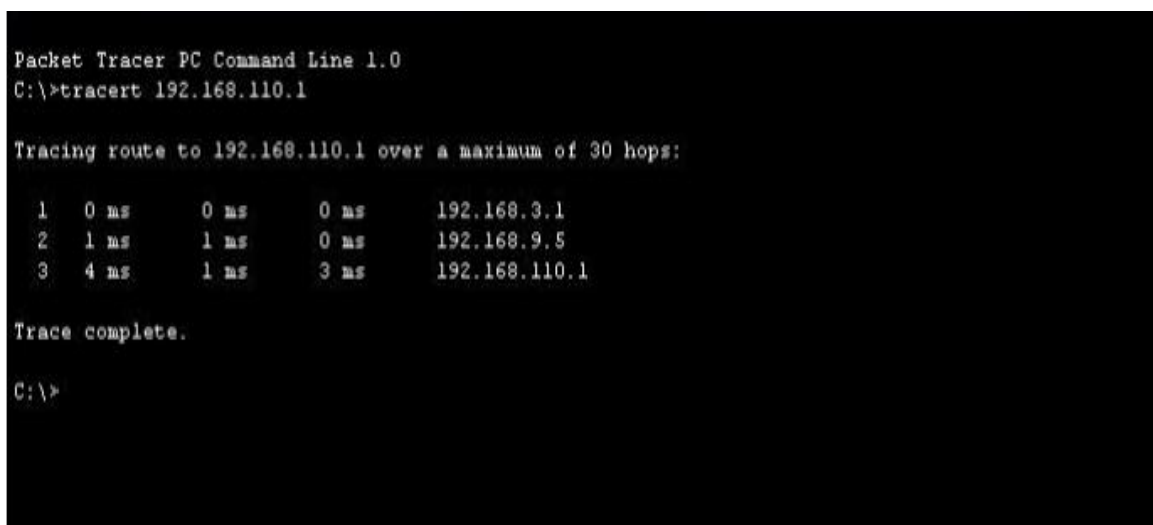 Packet Tracer PC Command Line 1.0
C:\>tracert 192.168.110.1
Tracing route to 192.168.110.1 over a maximum of 30 hops:
1 0 ms 0 ms 0 ms 192.168.3.1
2 1 ms 1 ms 0 ms 192.168.9.5
3 4 ms 1 ms 3 ms 192.168.110.1
Trace complete.
C:\>